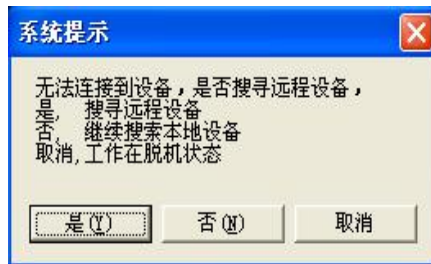 系统提示
无法连接到设备，是否搜寻远程设备，
是, 搜寻远程设备
否, 继续搜索本地设备
取消,工作在脱机状态
是(Y) 否(N) 取消